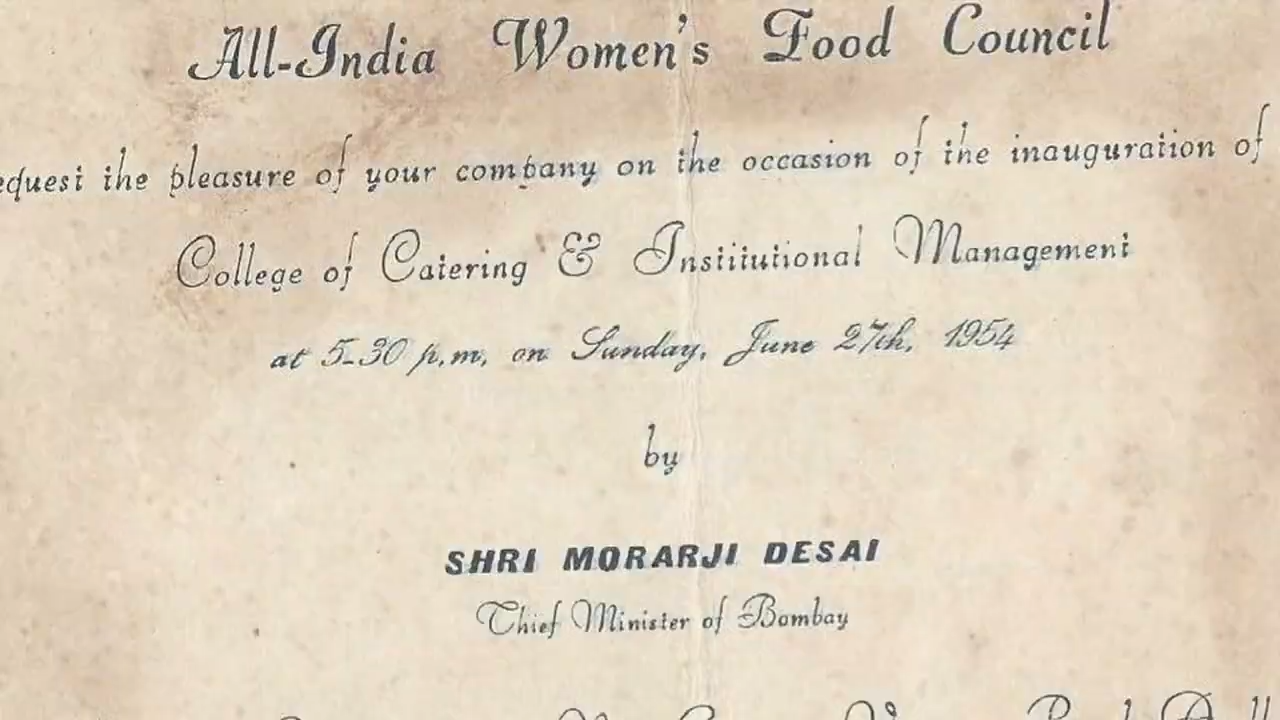 All-India Women's Food Council
equest the pleasure of your company on the occasion of the inauguration of
College of Catering & Institutional Management
at 5-30 p.m. on Sunday, June 27th, 1954
by
SHRI MORARJI DESAI
Chief Minister of Bombay